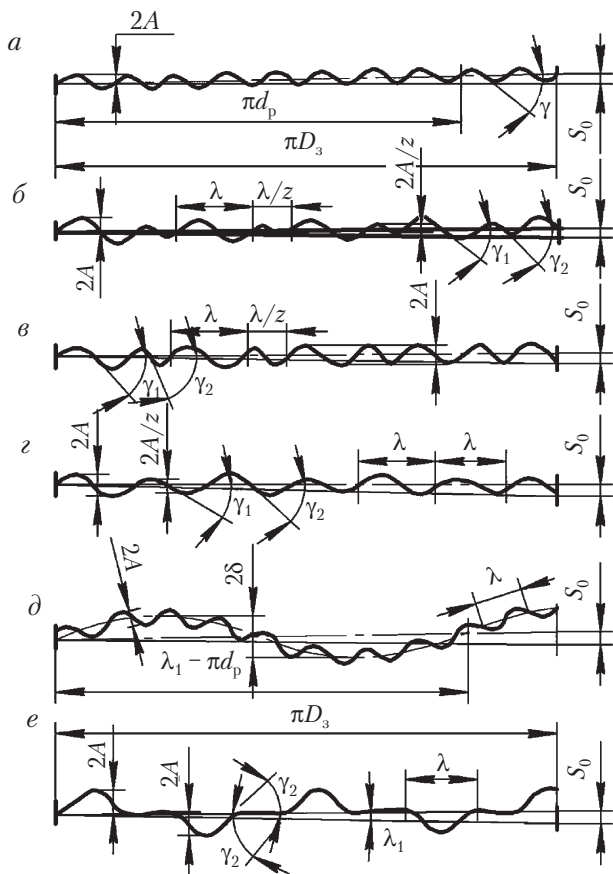 а 2A
πdр γ S₀
πDз
б 2A λ λ/z 2A/z γ₁ γ₂ S₀
в λ λ/z 2A γ₁ γ₂ S₀
г 2A 2A/z γ₁ γ₂ λ λ S₀
д 2A 2δ λ S₀
λ₁ − πdр
πDз
е 2A 2A γ₂ λ S₀
γ₂ λ₁